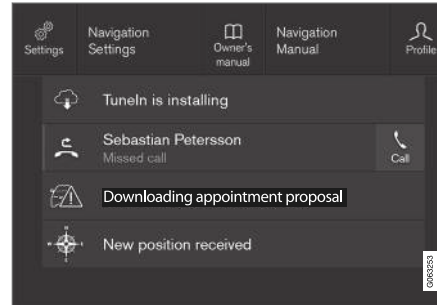 Settings
Navigation
Settings
Owner's
manual
Navigation
Manual
Profile
TuneIn is installing
Sebastian Petersson
Missed call
Call
Downloading appointment proposal
New position received
G063253